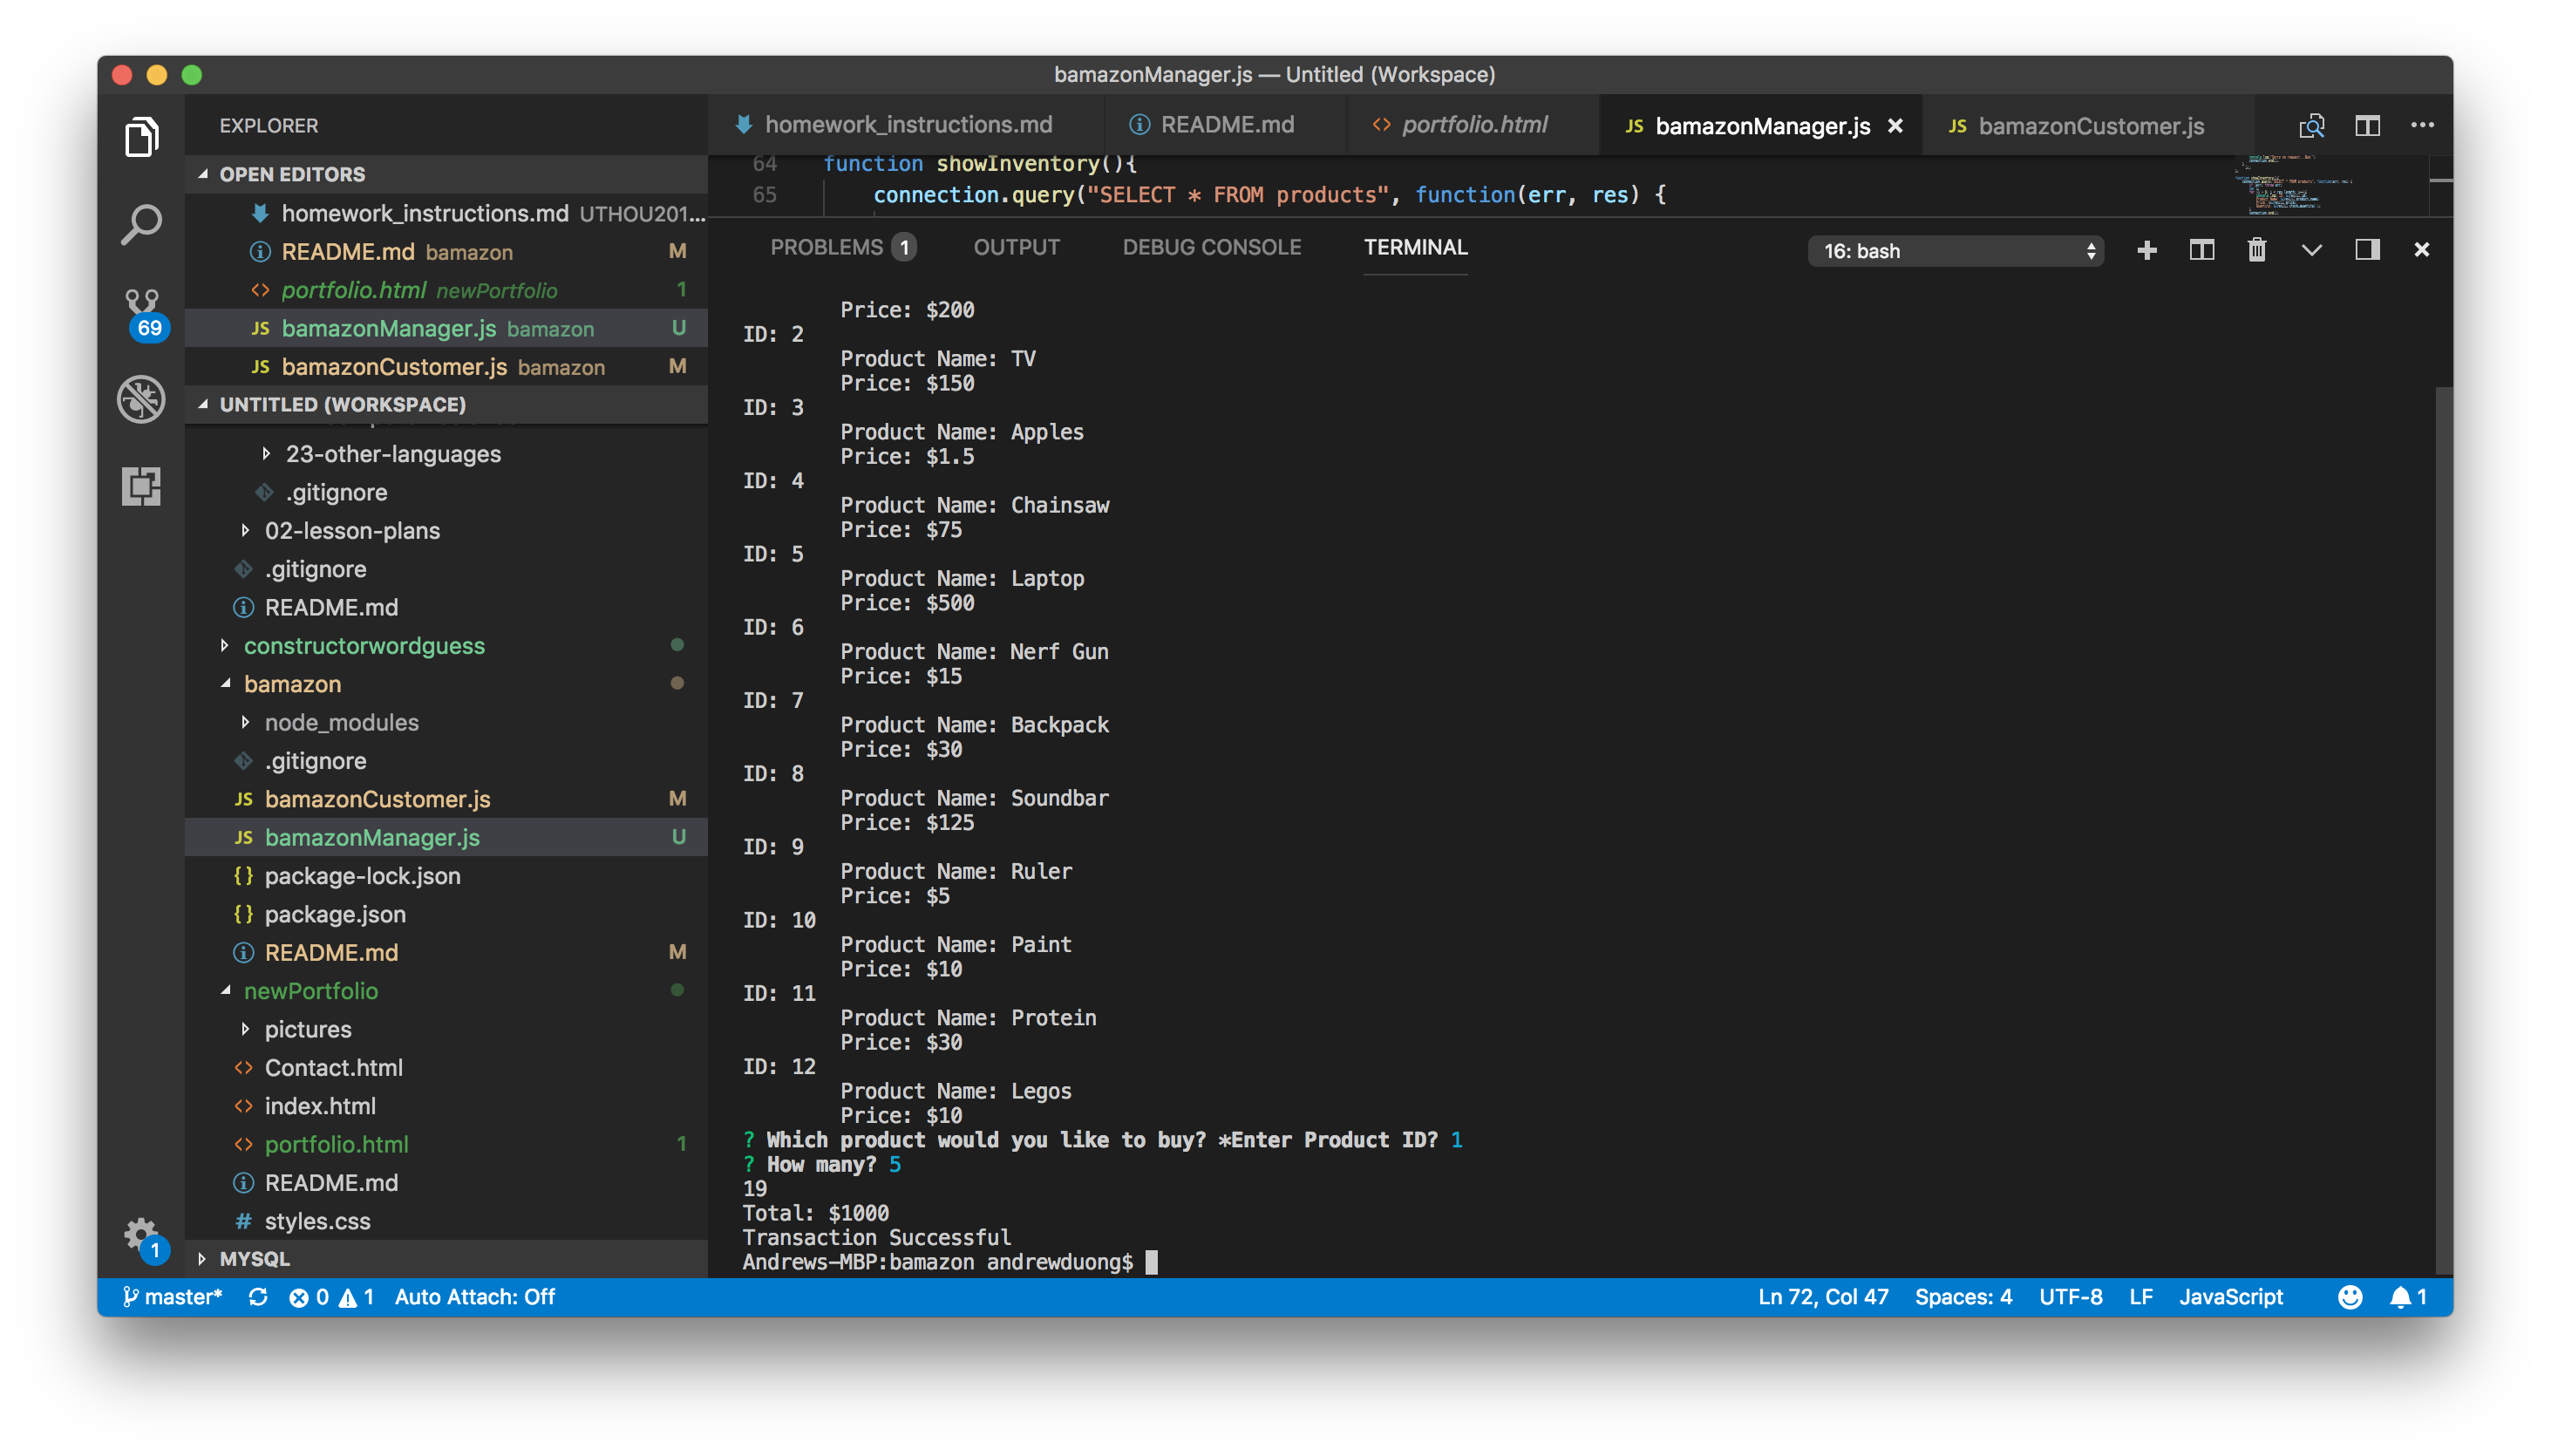 bamazonManager.js — Untitled (Workspace)
EXPLORER
OPEN EDITORS
homework_instructions.md UTHOU201...
README.md bamazon M
portfolio.html newPortfolio 1
JS bamazonManager.js bamazon U
JS bamazonCustomer.js bamazon M
UNTITLED (WORKSPACE)
23-other-languages
.gitignore
02-lesson-plans
.gitignore
README.md
constructorwordguess
bamazon
node_modules
.gitignore
JS bamazonCustomer.js M
JS bamazonManager.js U
{} package-lock.json
{} package.json
README.md M
newPortfolio
pictures
<> Contact.html
<> index.html
<> portfolio.html 1
README.md
# styles.css
MYSQL
69
1
homework_instructions.md README.md <> portfolio.html JS bamazonManager.js JS bamazonCustomer.js
64 function showInventory(){
65 connection.query("SELECT * FROM products", function(err, res) {
PROBLEMS 1 OUTPUT DEBUG CONSOLE TERMINAL 16: bash
Price: $200
ID: 2
Product Name: TV
Price: $150
ID: 3
Product Name: Apples
Price: $1.5
ID: 4
Product Name: Chainsaw
Price: $75
ID: 5
Product Name: Laptop
Price: $500
ID: 6
Product Name: Nerf Gun
Price: $15
ID: 7
Product Name: Backpack
Price: $30
ID: 8
Product Name: Soundbar
Price: $125
ID: 9
Product Name: Ruler
Price: $5
ID: 10
Product Name: Paint
Price: $10
ID: 11
Product Name: Protein
Price: $30
ID: 12
Product Name: Legos
Price: $10
? Which product would you like to buy? *Enter Product ID? 1
? How many? 5
19
Total: $1000
Transaction Successful
Andrews-MBP:bamazon andrewduong$
master* 0 1 Auto Attach: Off Ln 72, Col 47 Spaces: 4 UTF-8 LF JavaScript 1